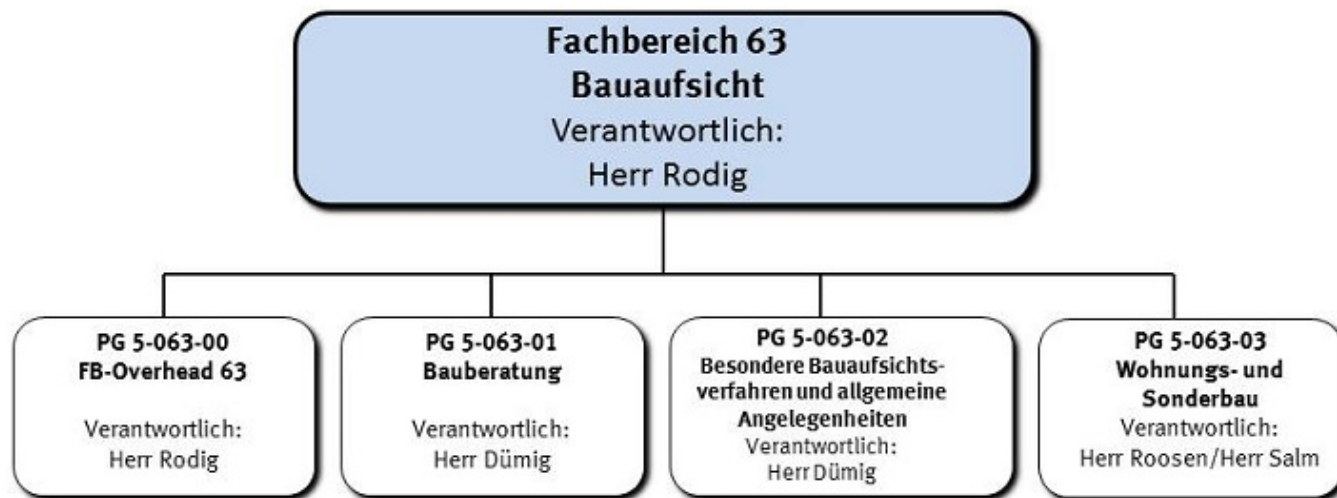 Fachbereich 63
Bauaufsicht
Verantwortlich:
Herr Rodig
PG 5-063-00
FB-Overhead 63
Verantwortlich:
Herr Rodig
PG 5-063-01
Bauberatung
Verantwortlich:
Herr Dümig
PG 5-063-02
Besondere Bauaufsichts-
verfahren und allgemeine
Angelegenheiten
Verantwortlich:
Herr Dümig
PG 5-063-03
Wohnungs- und
Sonderbau
Verantwortlich:
Herr Roosen/Herr Salm